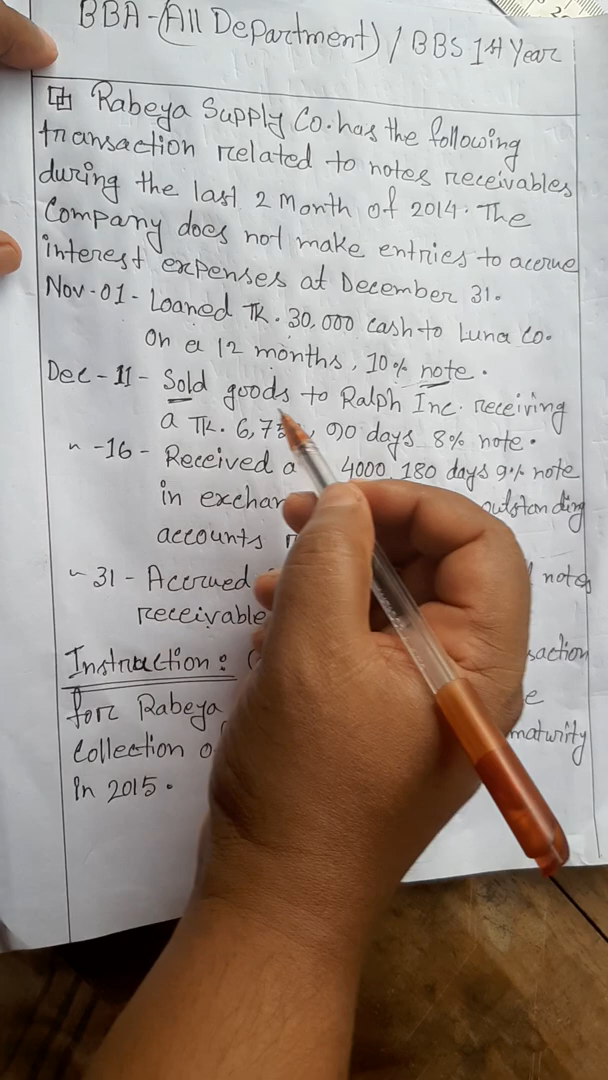 BBA-(All Department) / BBS 1st Year
Rabeya Supply Co. has the following
transaction related to notes receivables
during the last 2 Month of 2014. The
Company does not make entries to accrue
interest expenses at December 31.
Nov-01- Loaned TK. 30,000 cash to Luna Co.
On a 12 months, 10% note.
Dec-11- Sold goods to Ralph Inc. receiving
a TK. 6,7 90 days 8% note.
" -16- Received a 4000, 180 days 9% note
in outstanding
accounts
" 31- Accrued notes
receivable
Instruction:
for Rabeya
Collection maturity
in 2015.
20